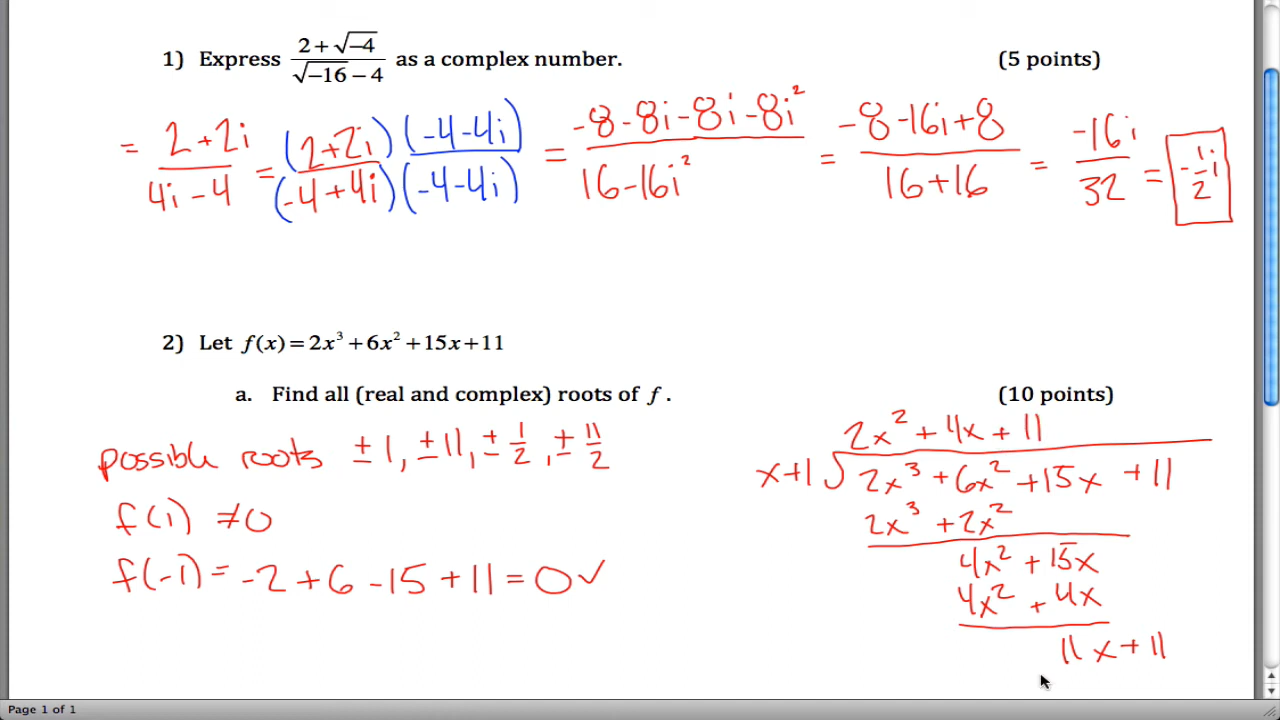 1) Express (2 + √−4)/(√−16 − 4) as a complex number. (5 points)
= (2+2i)/(4i−4) = (2+2i)(-4-4i)/(-4+4i)(-4-4i) = (-8-8i-8i-8i²)/(16-16i²) = (-8-16i+8)/(16+16) = -16i/32 = -1/2 i
2) Let f(x) = 2x³ + 6x² + 15x + 11
a. Find all (real and complex) roots of f. (10 points)
possible roots ±1, ±11, ±1/2, ±11/2
f(1) ≠0
f(-1) = -2+6-15+11=0✓
2x² + 4x + 11
x+1 ) 2x³ +6x² +15x +11
2x³ +2x²
4x² + 15x
4x² + 4x
11x+11
Page 1 of 1